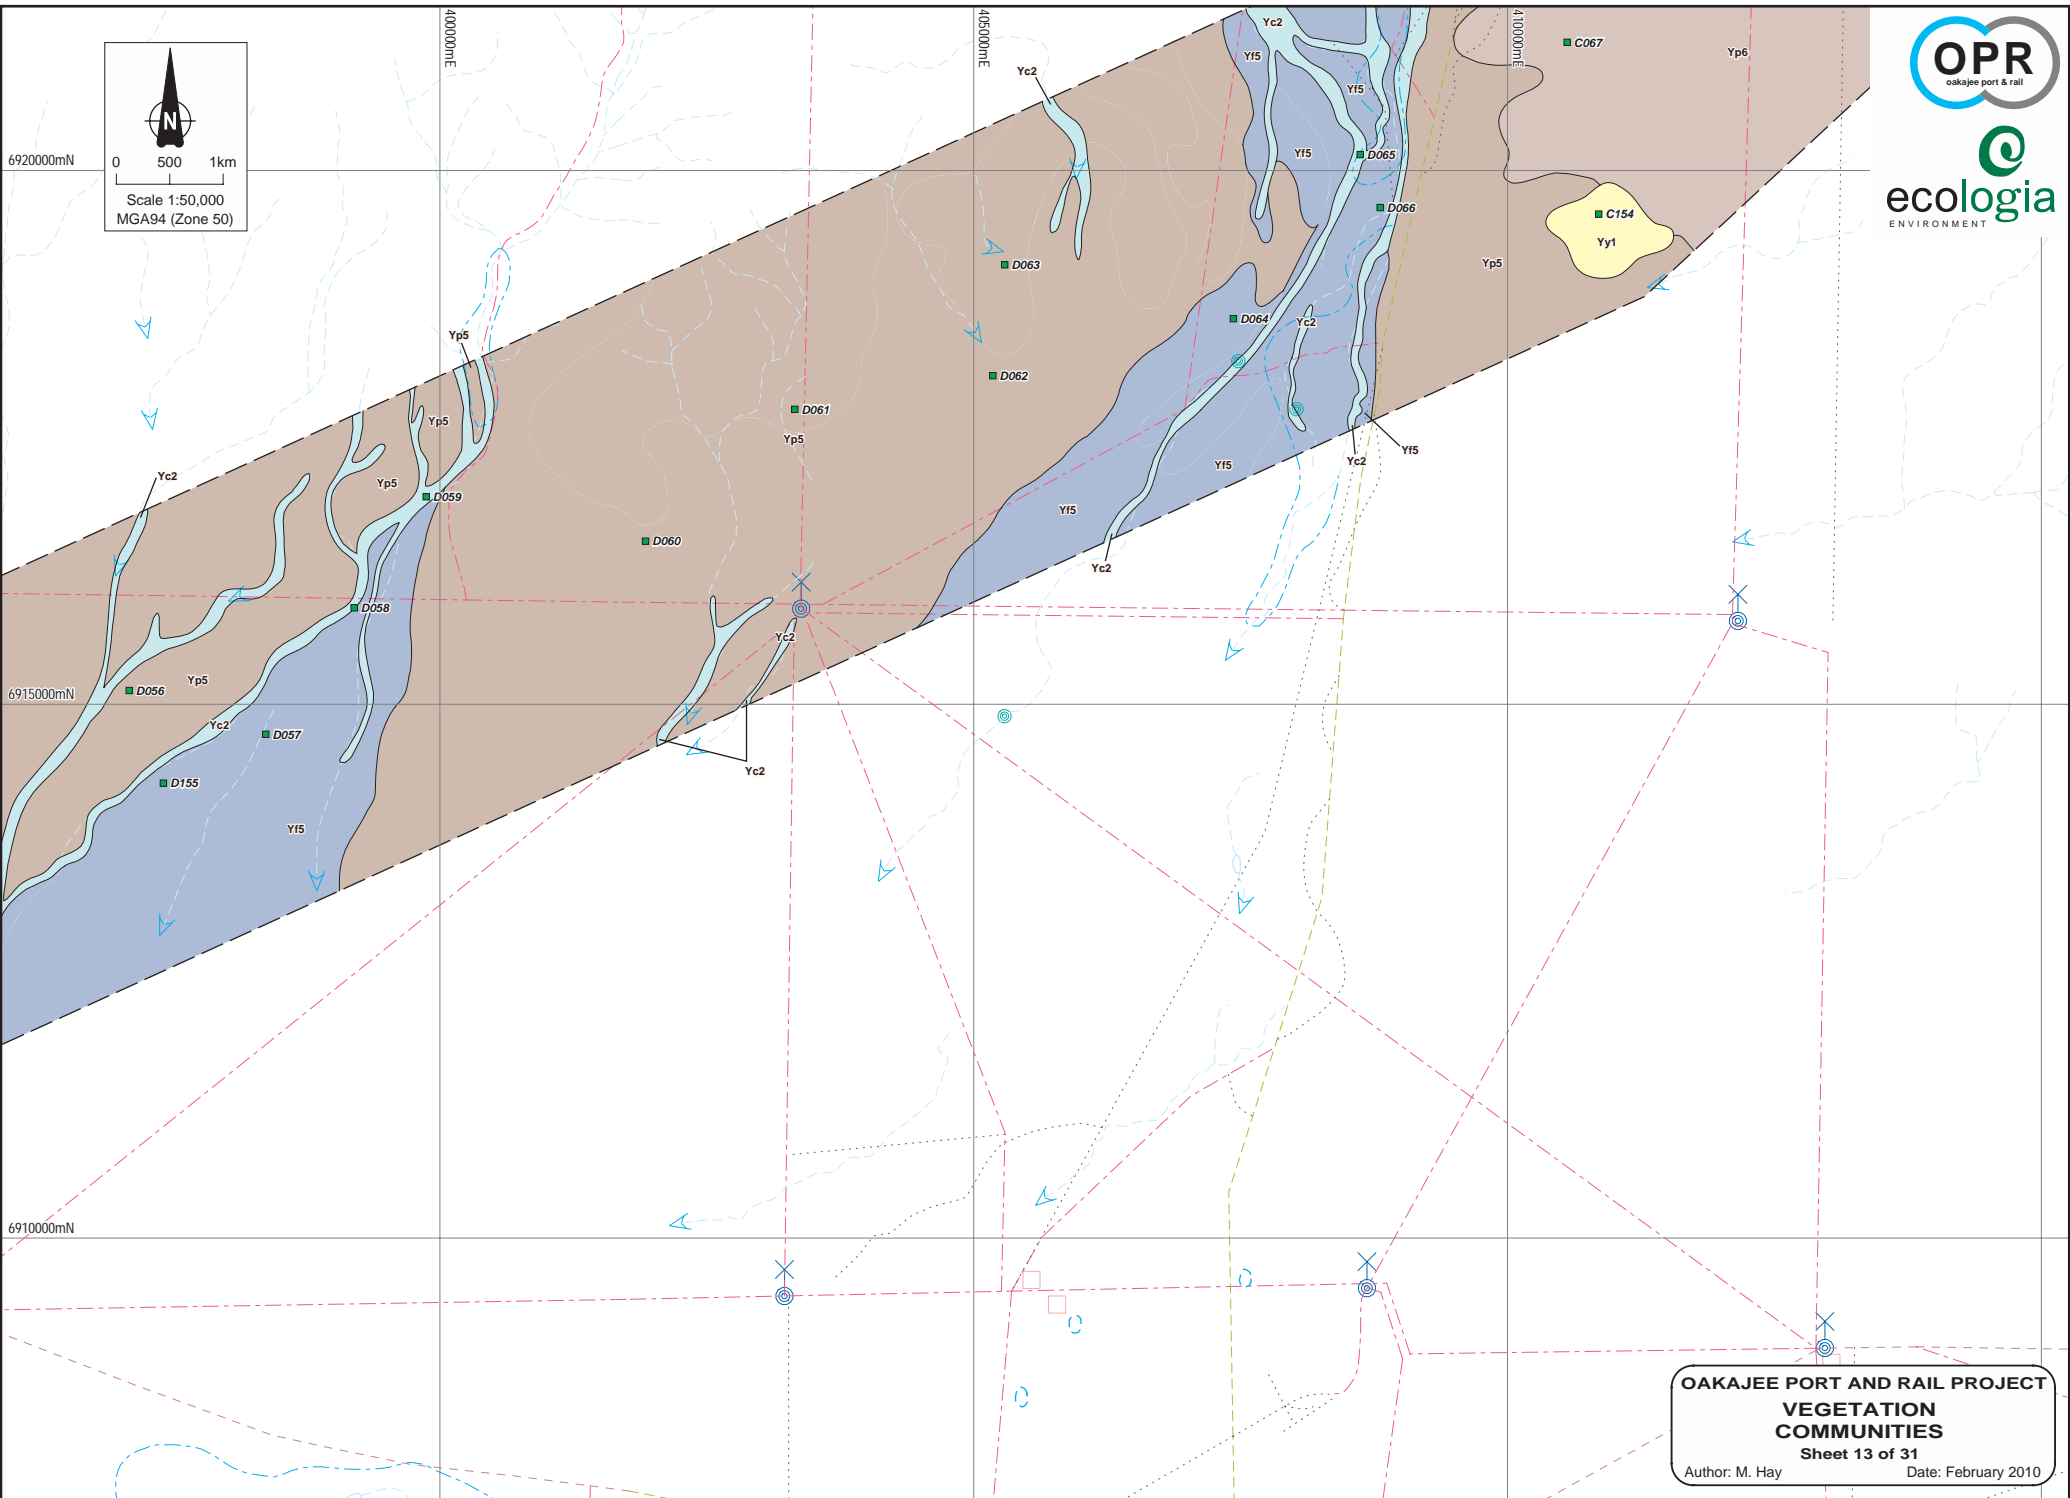 400000mE
405000mE
410000mE
6920000mN
6915000mN
6910000mN
N
0 500 1km
Scale 1:50,000
MGA94 (Zone 50)
OPR
oakajee port & rail
ecologia
ENVIRONMENT
Yc2
Yf5
Yf5
C067
Yp6
Yc2
Yf5
D065
D066
C154
Yy1
Yp5
D063
D064
Yc2
Yp5
D062
D061
Yp5
Yp5
Yf5
Yc2
Yf5
Yc2
Yp5
D059
Yf5
D060
Yc2
D058
Yc2
D056
Yp5
Yc2
D057
Yc2
D155
Yf5
OAKAJEE PORT AND RAIL PROJECT
VEGETATION
COMMUNITIES
Sheet 13 of 31
Author: M. Hay Date: February 2010